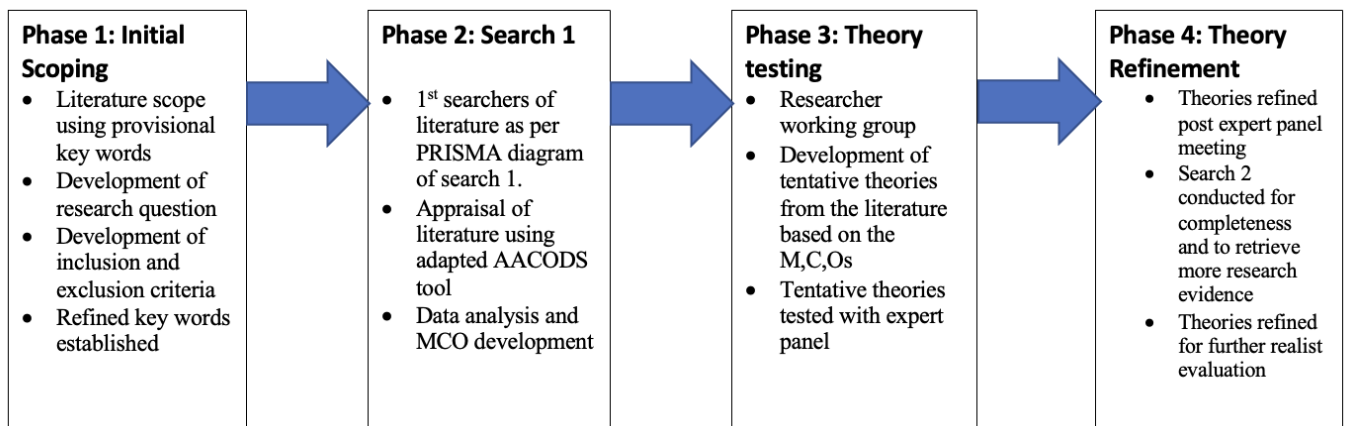 Phase 1: Initial
Scoping
• Literature scope
using provisional
key words
• Development of
research question
• Development of
inclusion and
exclusion criteria
• Refined key words
established
Phase 2: Search 1
• 1st searchers of
literature as per
PRISMA diagram
of search 1.
• Appraisal of
literature using
adapted AACODS
tool
• Data analysis and
MCO development
Phase 3: Theory
testing
• Researcher
working group
• Development of
tentative theories
from the literature
based on the
M,C,Os
• Tentative theories
tested with expert
panel
Phase 4: Theory
Refinement
• Theories refined
post expert panel
meeting
• Search 2
conducted for
completeness
and to retrieve
more research
evidence
• Theories refined
for further realist
evaluation